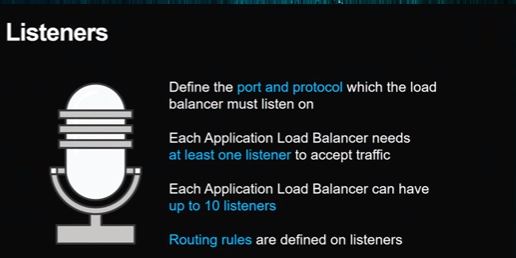 Listeners
Define the port and protocol which the load
balancer must listen on
Each Application Load Balancer needs
at least one listener to accept traffic
Each Application Load Balancer can have
up to 10 listeners
Routing rules are defined on listeners